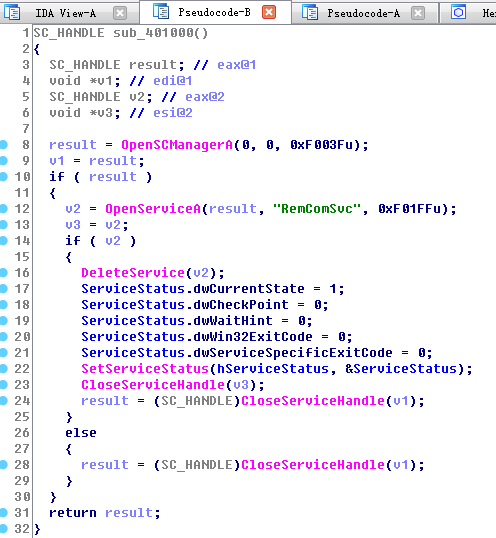 IDA View-A Pseudocode-B Pseudocode-A He
1 SC_HANDLE sub_401000()
2 {
3 SC_HANDLE result; // eax@1
4 void *v1; // edi@1
5 SC_HANDLE v2; // eax@2
6 void *v3; // esi@2
7
8 result = OpenSCManagerA(0, 0, 0xF003Fu);
9 v1 = result;
10 if ( result )
11 {
12 v2 = OpenServiceA(result, "RemComSvc", 0xF01FFu);
13 v3 = v2;
14 if ( v2 )
15 {
16 DeleteService(v2);
17 ServiceStatus.dwCurrentState = 1;
18 ServiceStatus.dwCheckPoint = 0;
19 ServiceStatus.dwWaitHint = 0;
20 ServiceStatus.dwWin32ExitCode = 0;
21 ServiceStatus.dwServiceSpecificExitCode = 0;
22 SetServiceStatus(hServiceStatus, &ServiceStatus);
23 CloseServiceHandle(v3);
24 result = (SC_HANDLE)CloseServiceHandle(v1);
25 }
26 else
27 {
28 result = (SC_HANDLE)CloseServiceHandle(v1);
29 }
30 }
31 return result;
32 }